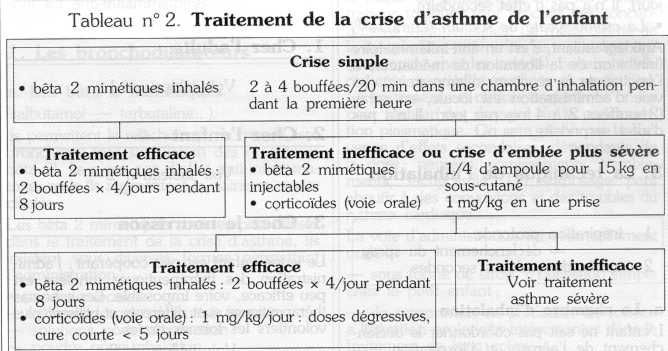 Tableau n° 2. Traitement de la crise d'asthme de l'enfant
Crise simple
• bêta 2 mimétiques inhalés 2 à 4 bouffées/20 min dans une chambre d'inhalation pen-
dant la première heure
Traitement efficace
• bêta 2 mimétiques inhalés :
2 bouffées × 4/jours pendant
8 jours
Traitement inefficace ou crise d'emblée plus sévère
• bêta 2 mimétiques 1/4 d'ampoule pour 15 kg en
injectables sous-cutané
• corticoïdes (voie orale) 1 mg/kg en une prise
Traitement efficace
• bêta 2 mimétiques inhalés : 2 bouffées × 4/jour pendant
8 jours
• corticoïdes (voie orale) : 1 mg/kg/jour : doses dégressives,
cure courte < 5 jours
Traitement inefficace
Voir traitement
asthme sévère